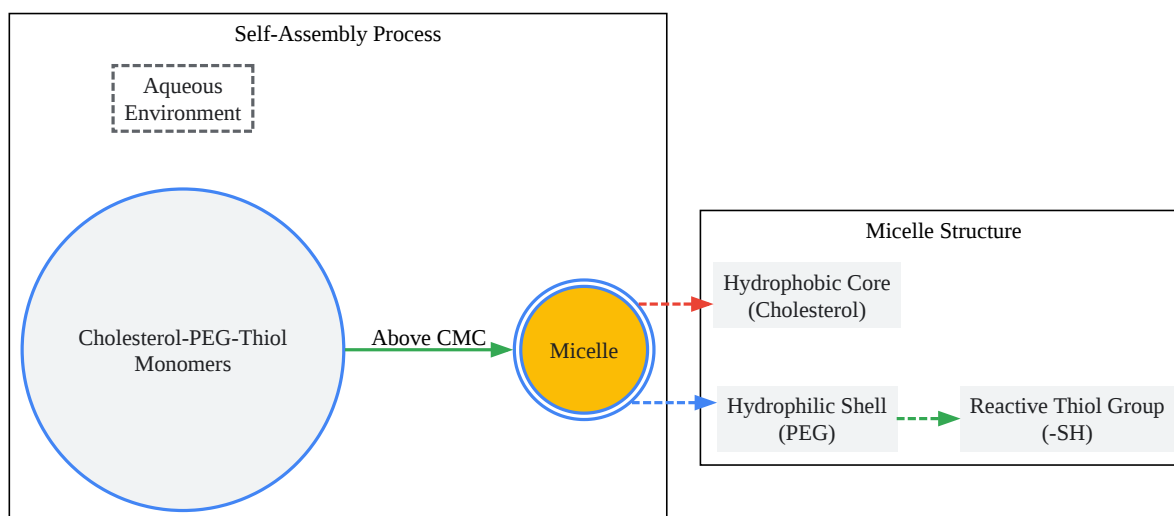 Self-Assembly Process
Aqueous
Environment
Cholesterol-PEG-Thiol
Monomers
Above CMC
Micelle
Micelle Structure
Hydrophobic Core
(Cholesterol)
Hydrophilic Shell
(PEG)
Reactive Thiol Group
(-SH)